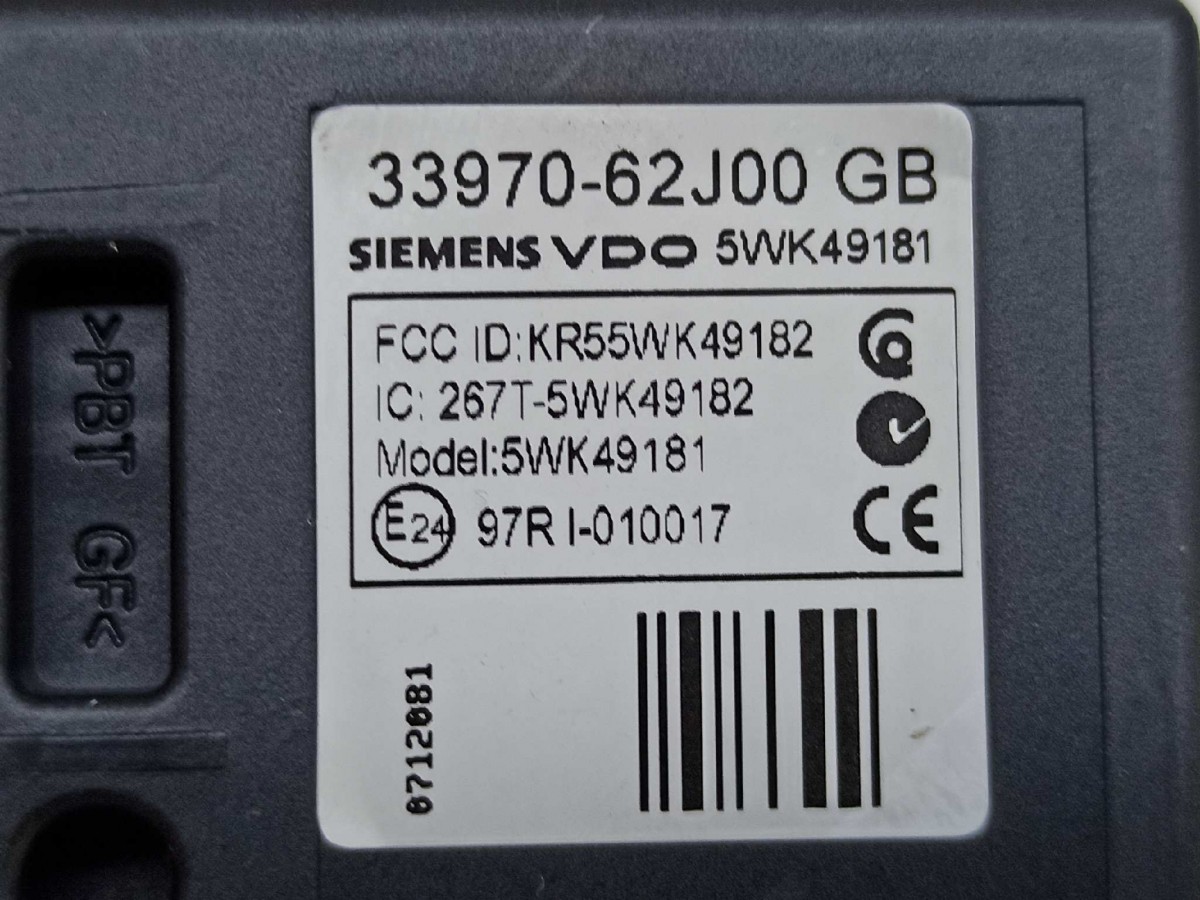 33970-62J00 GB
SIEMENS VDO 5WK49181
FCC ID:KR55WK49182
IC: 267T-5WK49182
Model:5WK49181
E24 97R I-010017
CE
0712081
>PBT GF<